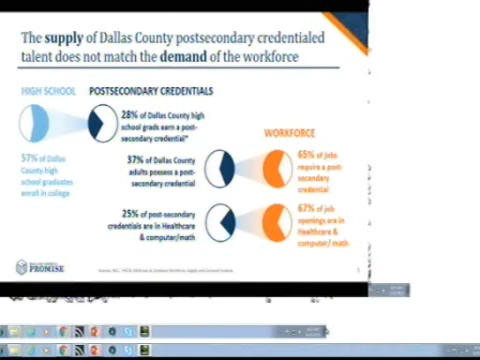 The supply of Dallas County postsecondary credentialed
talent does not match the demand of the workforce
HIGH SCHOOL
POSTSECONDARY CREDENTIALS
28% of Dallas County high
school grads earn a post-
secondary credential*
57% of Dallas
County high
school graduates
enroll in college
WORKFORCE
37% of Dallas County
adults possess a post-
secondary credential
65% of jobs
require a post-
secondary
credential
25% of post-secondary
credentials are in Healthcare
& computer/math
67% of job
openings are in
Healthcare &
computer/ math
PROMISE